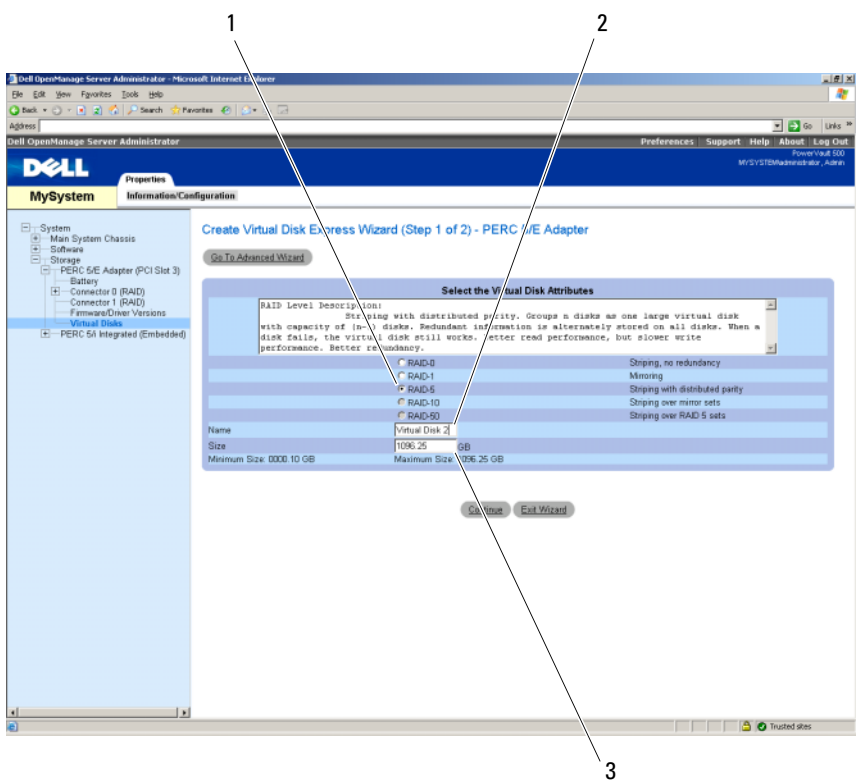 1
2
Dell OpenManage Server Administrator - Microsoft Internet Explorer
File Edit View Favorites Tools Help
Back Search Favorites
Address
Go Links »
Dell OpenManage Server Administrator
Preferences Support Help About Log Out
DELL
PowerVault 500
MYSYSTEM\administrator, Admin
Properties
MySystem
Information/Configuration
System
Main System Chassis
Software
Storage
PERC 5/E Adapter (PCI Slot 3)
Battery
Connector 0 (RAID)
Connector 1 (RAID)
Firmware/Driver Versions
Virtual Disks
PERC 5/i Integrated (Embedded)
Create Virtual Disk Express Wizard (Step 1 of 2) - PERC 5/E Adapter
Go To Advanced Wizard
Select the Virtual Disk Attributes
RAID Level Description:
Striping with distributed parity. Groups n disks as one large virtual disk
with capacity of (n-1) disks. Redundant information is alternately stored on all disks. When a
disk fails, the virtual disk still works. Better read performance, but slower write
performance. Better redundancy.
RAID-0 Striping, no redundancy
RAID-1 Mirroring
RAID-5 Striping with distributed parity
RAID-10 Striping over mirror sets
RAID-50 Striping over RAID 5 sets
Name Virtual Disk 2
Size 1096.25 GB
Minimum Size: 0000.10 GB Maximum Size: 1096.25 GB
Continue Exit Wizard
Trusted sites
3